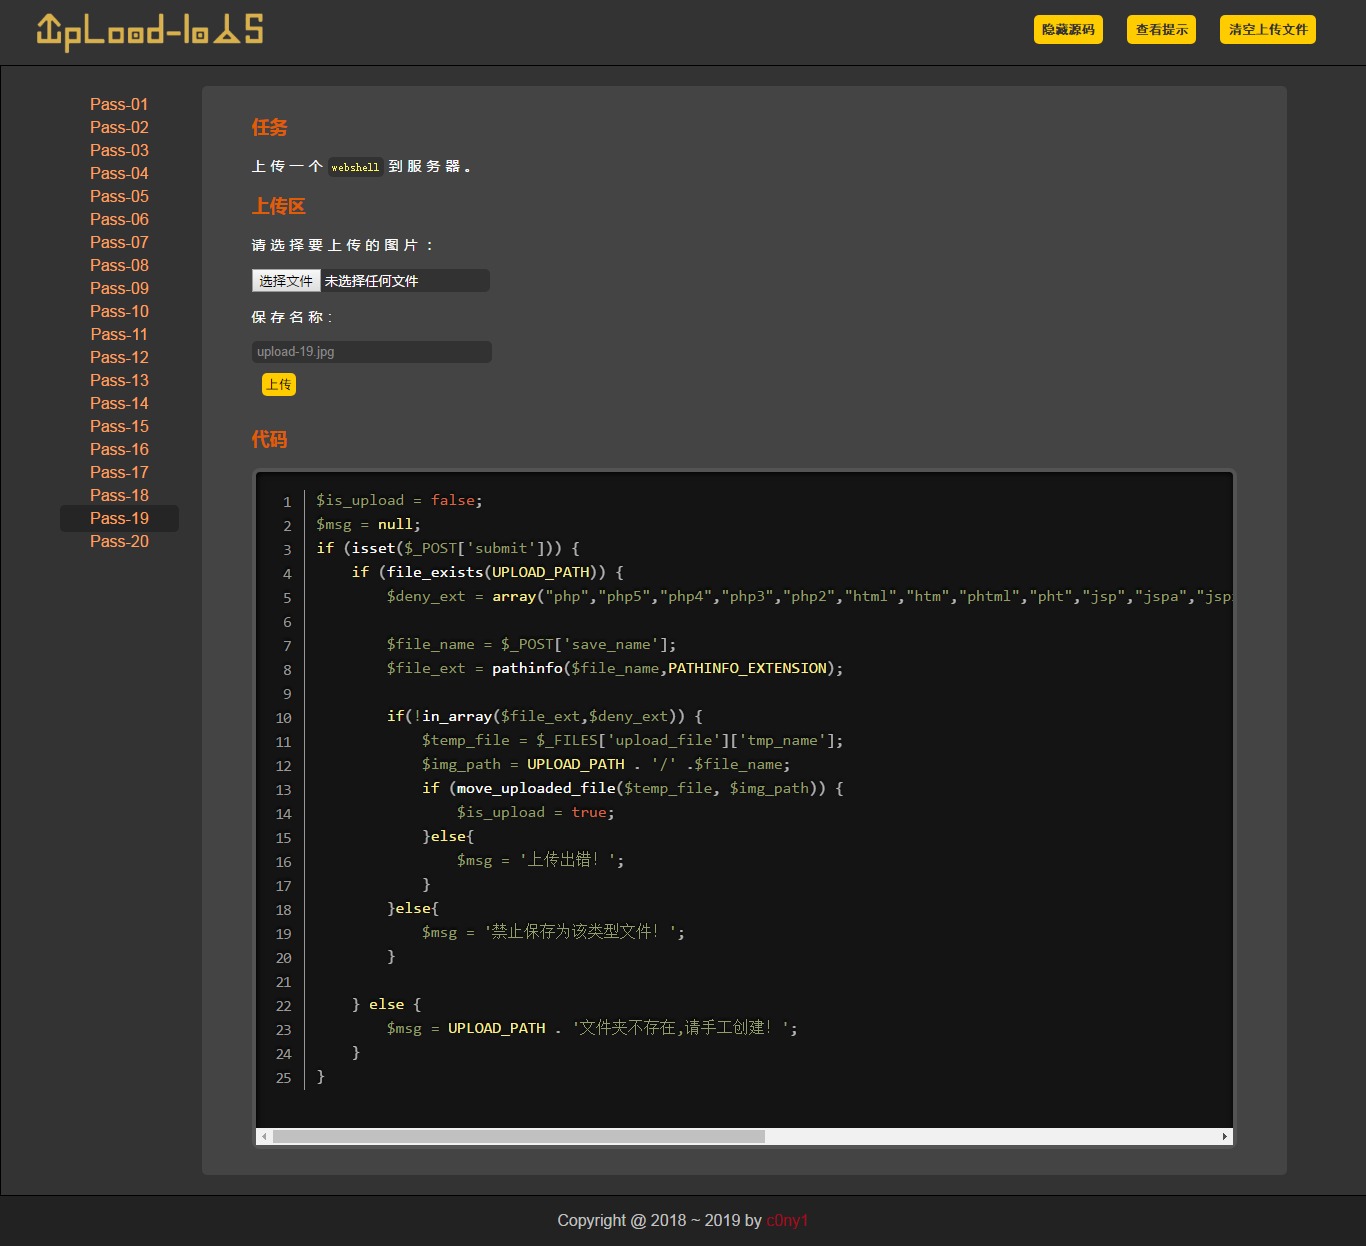 UpLoad-labs
隐藏源码 查看提示 清空上传文件
Pass-01
Pass-02
Pass-03
Pass-04
Pass-05
Pass-06
Pass-07
Pass-08
Pass-09
Pass-10
Pass-11
Pass-12
Pass-13
Pass-14
Pass-15
Pass-16
Pass-17
Pass-18
Pass-19
Pass-20
任务
上传一个 webshell 到服务器。
上传区
请选择要上传的图片：
选择文件 未选择任何文件
保存名称:
upload-19.jpg
上传
代码
1 $is_upload = false;
2 $msg = null;
3 if (isset($_POST['submit'])) {
4     if (file_exists(UPLOAD_PATH)) {
5         $deny_ext = array("php","php5","php4","php3","php2","html","htm","phtml","pht","jsp","jspa","jsp
6
7         $file_name = $_POST['save_name'];
8         $file_ext = pathinfo($file_name,PATHINFO_EXTENSION);
9
10         if(!in_array($file_ext,$deny_ext)) {
11             $temp_file = $_FILES['upload_file']['tmp_name'];
12             $img_path = UPLOAD_PATH . '/' .$file_name;
13             if (move_uploaded_file($temp_file, $img_path)) {
14                 $is_upload = true;
15             }else{
16                 $msg = '上传出错！';
17             }
18         }else{
19             $msg = '禁止保存为该类型文件！';
20         }
21
22     } else {
23         $msg = UPLOAD_PATH . '文件夹不存在,请手工创建！';
24     }
25 }
Copyright @ 2018 ~ 2019 by c0ny1